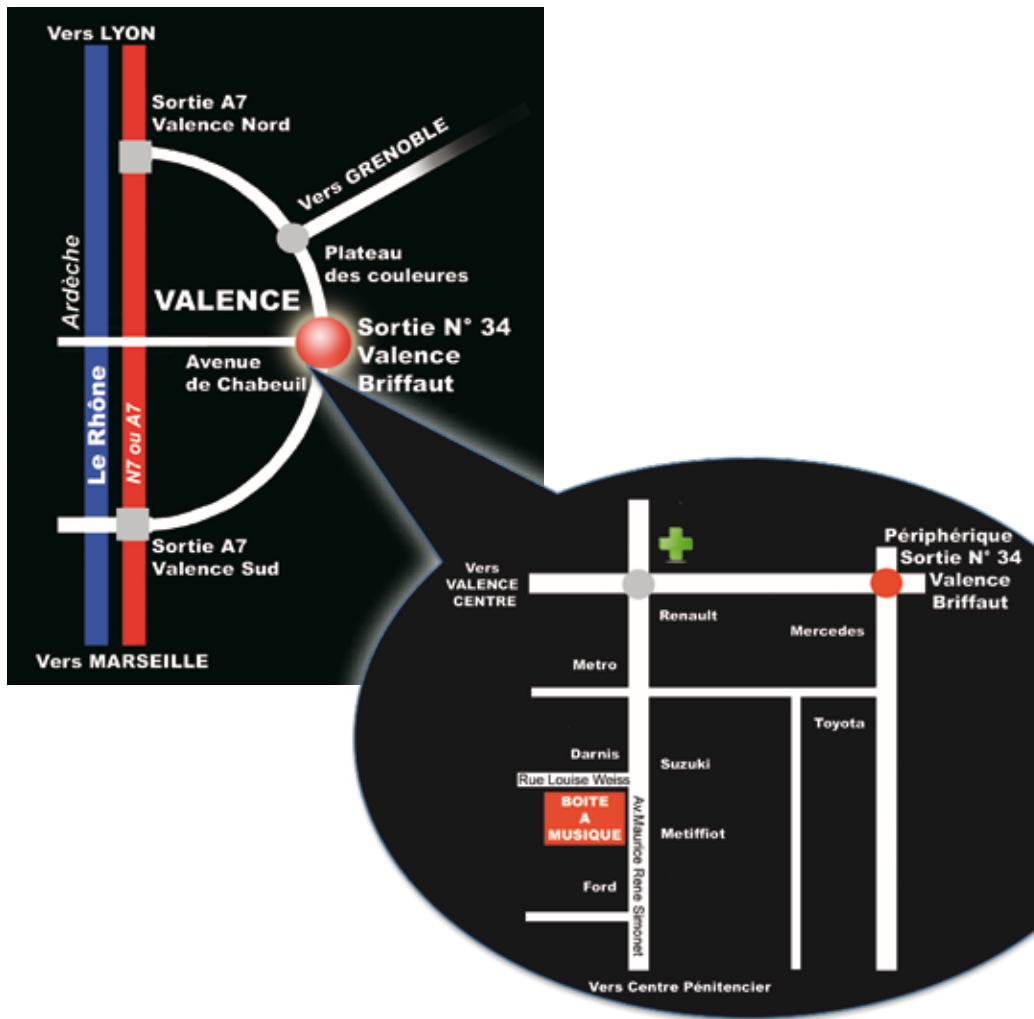 Vers LYON
Sortie A7
Valence Nord
Vers GRENOBLE
Plateau
des couleures
Ardèche
VALENCE
Sortie N° 34
Valence
Briffaut
Avenue
de Chabeuil
Le Rhône
N7 ou A7
Sortie A7
Valence Sud
Vers MARSEILLE
Périphérique
Sortie N° 34
Valence
Briffaut
Vers
VALENCE
CENTRE
Renault
Mercedes
Metro
Toyota
Darnis
Suzuki
Rue Louise Weiss
BOITE
A
MUSIQUE
Av.Maurice Rene Simonet
Metiffiot
Ford
Vers Centre Pénitencier